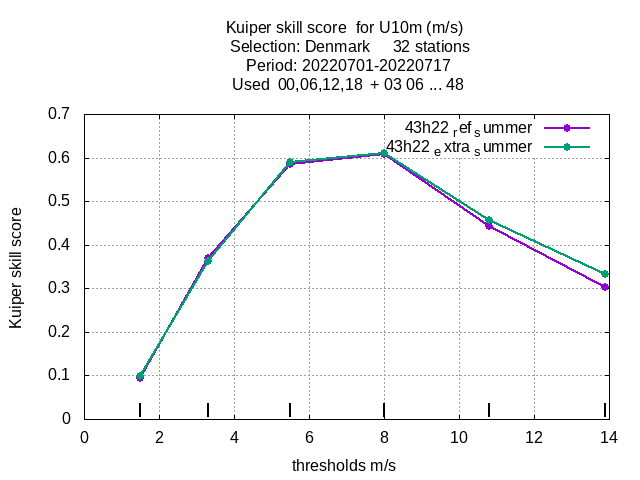 Kuiper skill score  for U10m (m/s)
Selection: Denmark     32 stations
Period: 20220701-20220717
Used  00,06,12,18  + 03 06 ... 48
43h22 ref summer
43h22 extra summer
0.7
0.6
0.5
0.4
0.3
0.2
0.1
0
Kuiper skill score
0 2 4 6 8 10 12 14
thresholds m/s